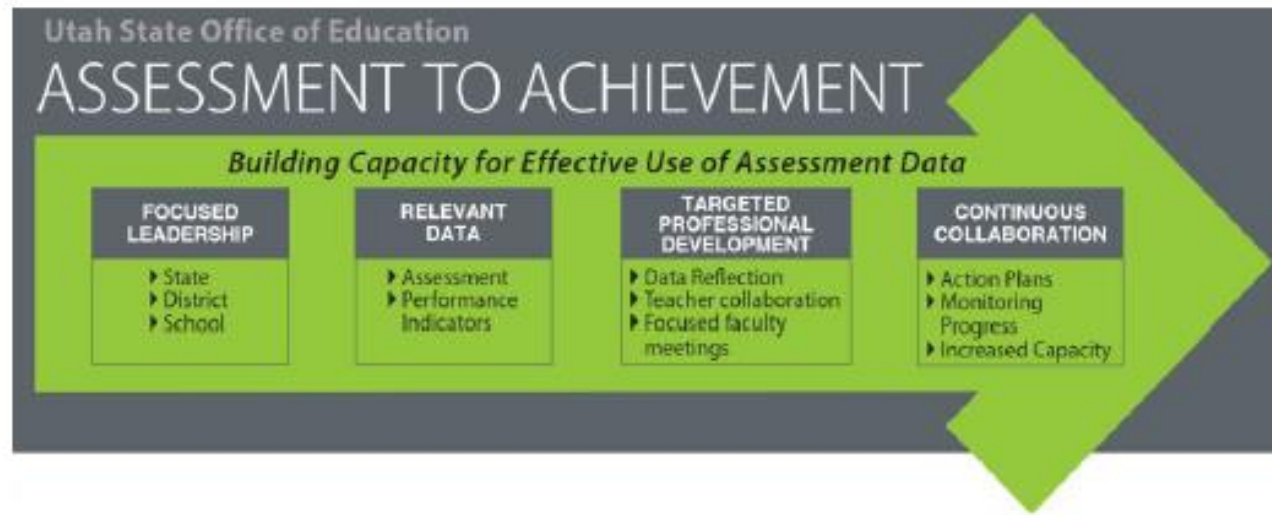 Utah State Office of Education
ASSESSMENT TO ACHIEVEMENT
Building Capacity for Effective Use of Assessment Data
FOCUSED
LEADERSHIP
State
District
School
RELEVANT
DATA
Assessment
Performance
Indicators
TARGETED
PROFESSIONAL
DEVELOPMENT
Data Reflection
Teacher collaboration
Focused faculty
meetings
CONTINUOUS
COLLABORATION
Action Plans
Monitoring
Progress
Increased Capacity